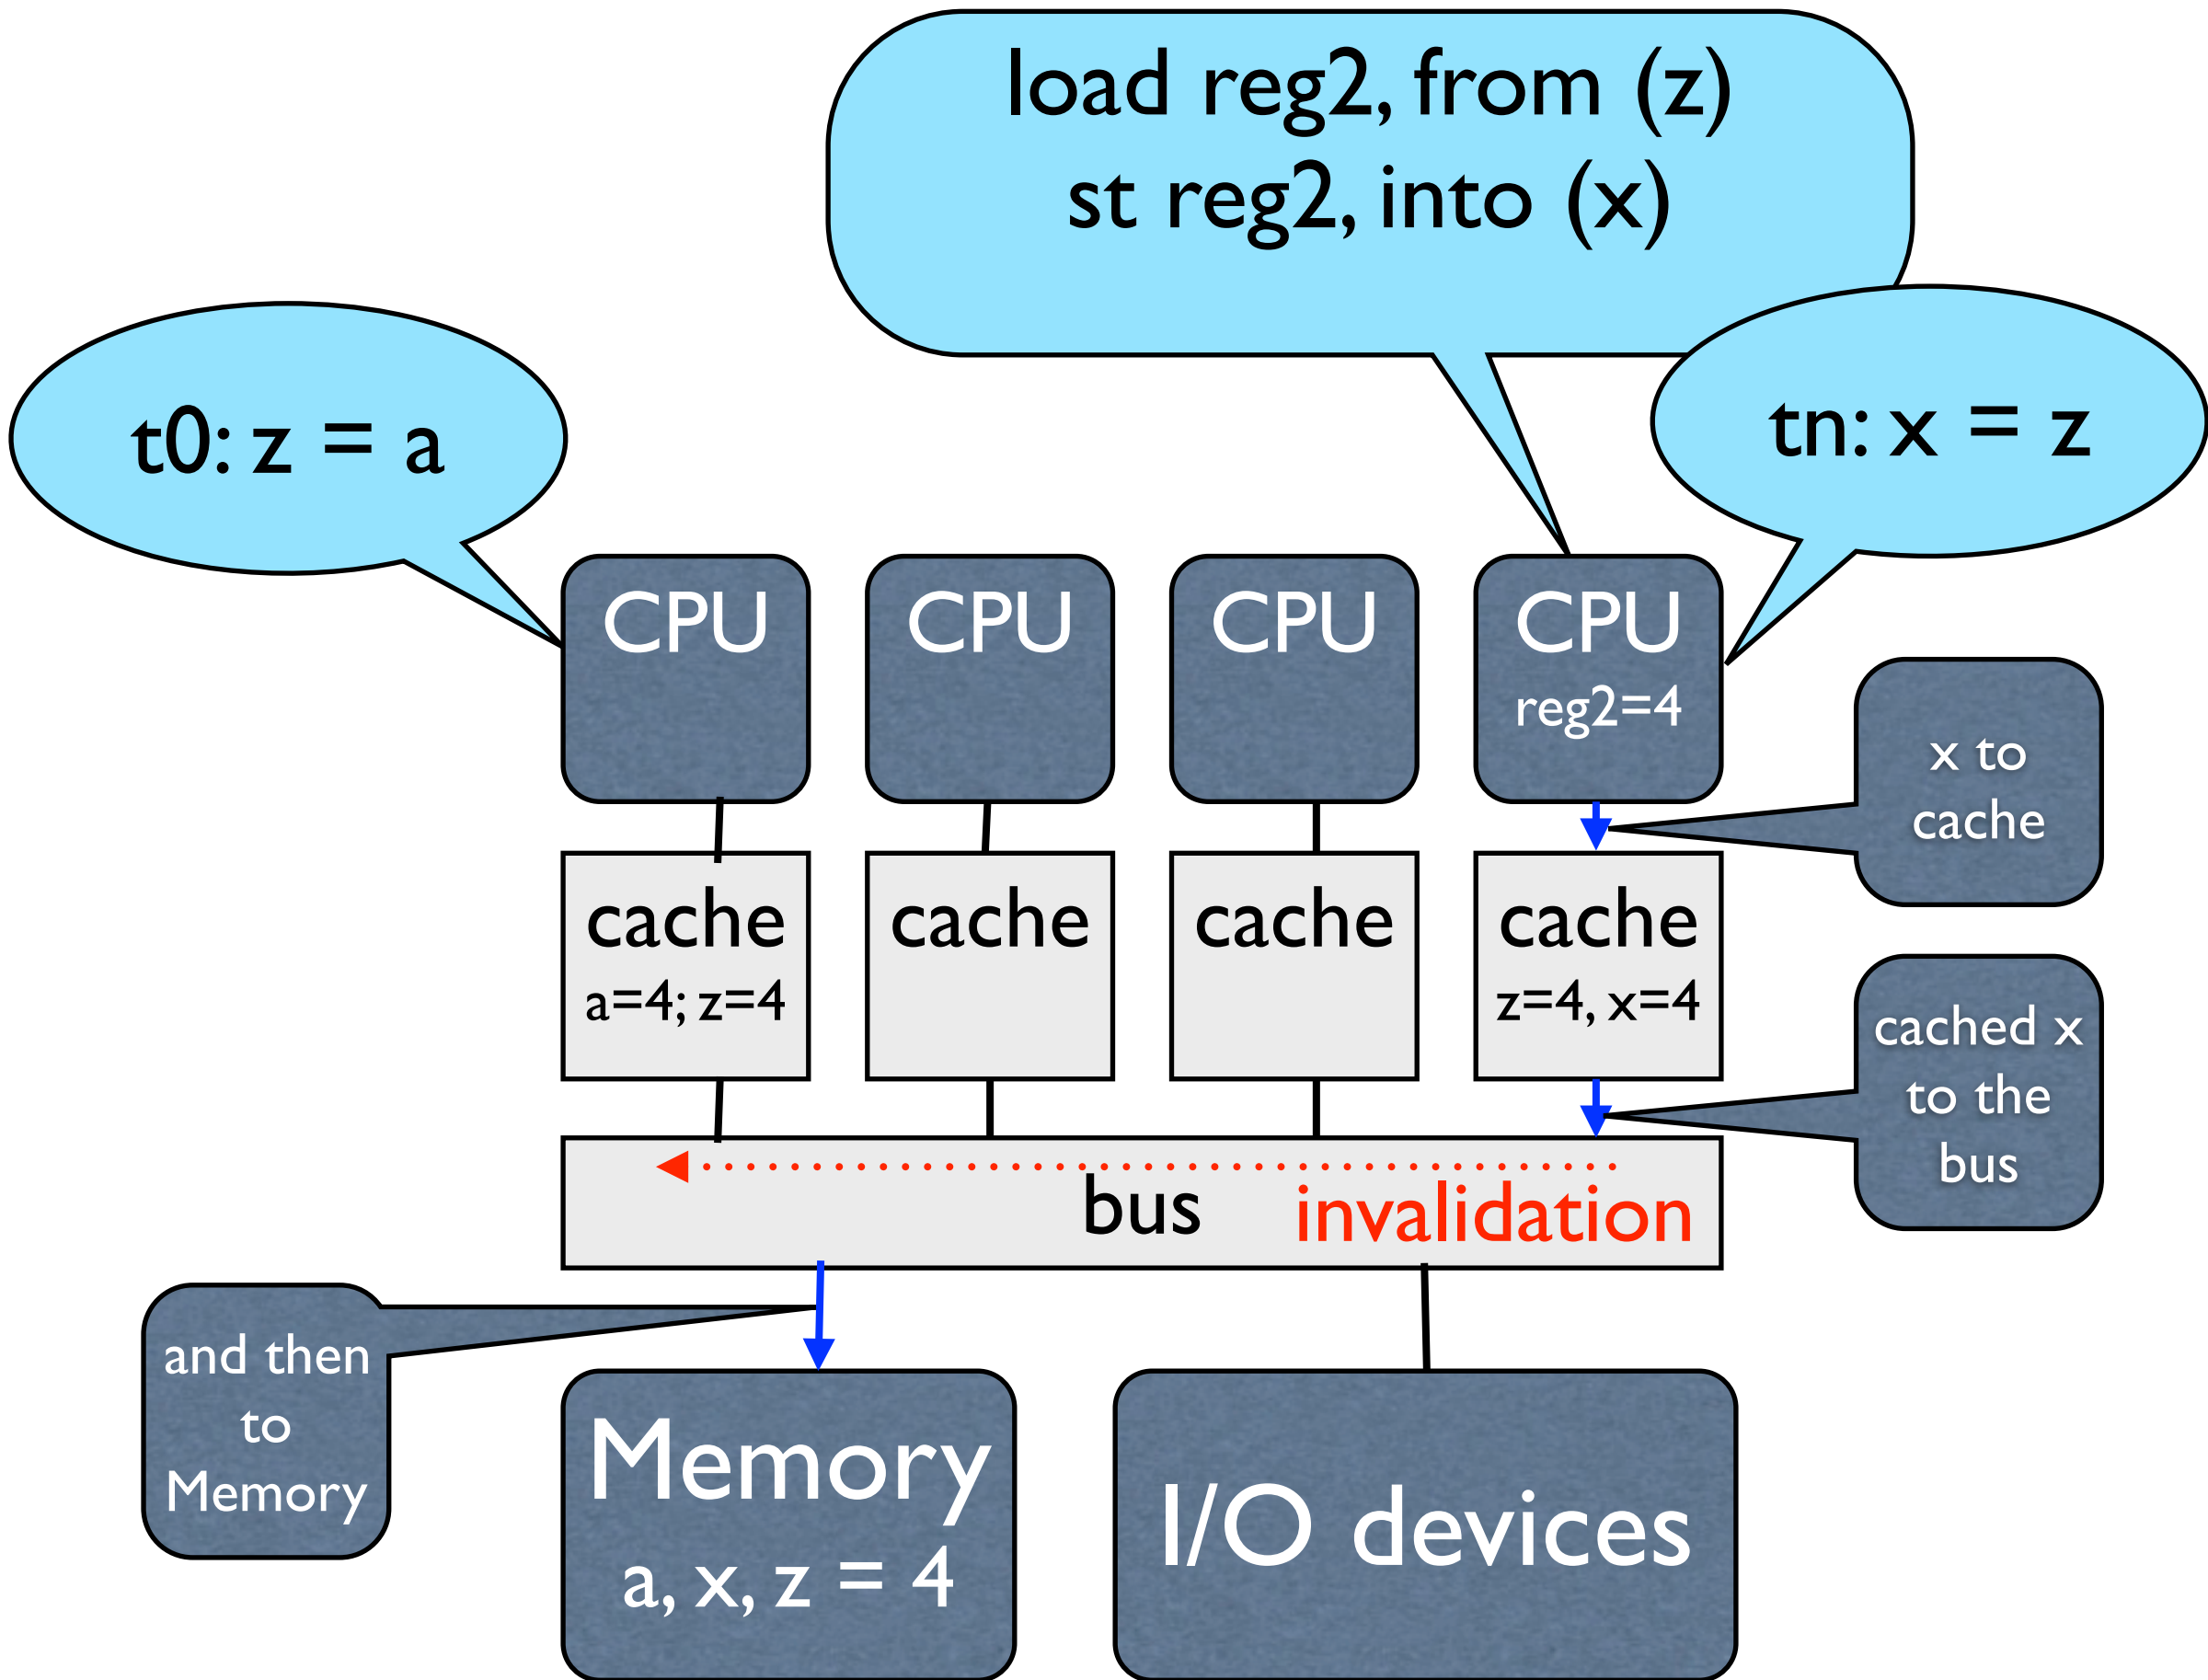 load reg2, from (z)
st reg2, into (x)
t0: z = a
tn: x = z
CPU
CPU
CPU
CPU
reg2=4
x to
cache
cache
a=4; z=4
cache
cache
cache
z=4, x=4
cached x
to the
bus
bus
invalidation
and then
to
Memory
Memory
a, x, z = 4
I/O devices